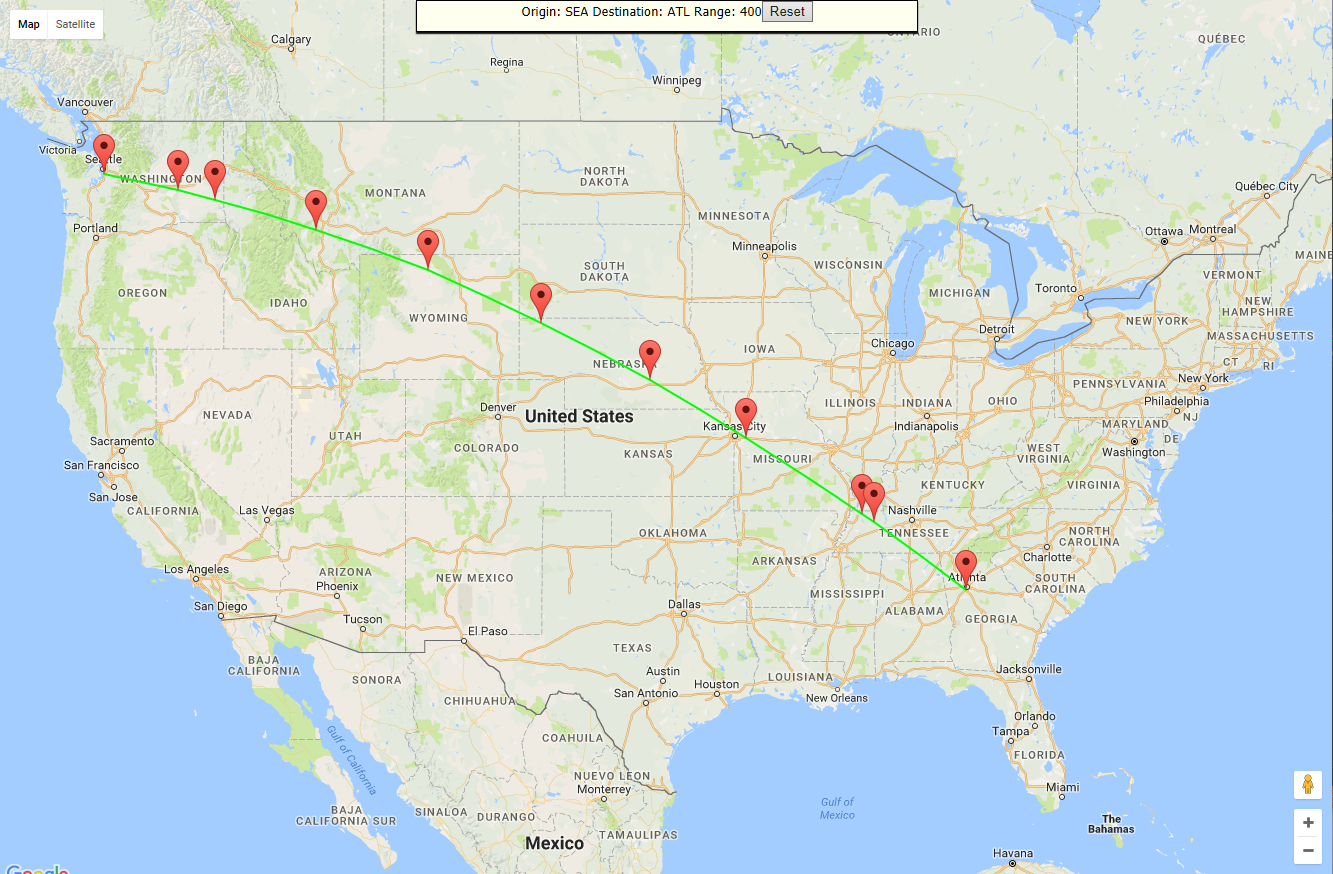 Origin: SEA Destination: ATL Range: 400 Reset
Map Satellite
Calgary
ONTARIO
QUÉBEC
Regina
Winnipeg
Vancouver
Victoria
Seattle
WASHINGTON
NORTH
DAKOTA
MONTANA
Québec City
MINNESOTA
Portland
Ottawa
Montreal
Minneapolis
MAINE
WISCONSIN
SOUTH
DAKOTA
VERMONT
OREGON
IDAHO
MICHIGAN
Toronto
NEW
HAMPSHIRE
WYOMING
NEW YORK
Detroit
MASSACHUSETTS
Chicago
IOWA
NEBRASKA
CT
RI
PENNSYLVANIA
New York
Philadelphia
ILLINOIS
INDIANA
OHIO
Denver
United States
NEVADA
NJ
MARYLAND
Kansas City
Indianapolis
UTAH
Sacramento
DE
COLORADO
KANSAS
MISSOURI
WEST
VIRGINIA
Washington
San Francisco
San Jose
KENTUCKY
VIRGINIA
CALIFORNIA
Las Vegas
Nashville
OKLAHOMA
TENNESSEE
NORTH
CAROLINA
ARKANSAS
Charlotte
Los Angeles
ARIZONA
NEW MEXICO
Atlanta
SOUTH
CAROLINA
Phoenix
MISSISSIPPI
San Diego
Dallas
ALABAMA
GEORGIA
Tucson
El Paso
TEXAS
BAJA
CALIFORNIA
SONORA
Austin
Houston
LOUISIANA
Jacksonville
San Antonio
New Orleans
CHIHUAHUA
Orlando
Tampa
Gulf of California
COAHUILA
FLORIDA
NUEVO LEON
Monterrey
Miami
Gulf of
Mexico
BAJA
CALIFORNIA SUR
SINALOA
DURANGO
The
Bahamas
TAMAULIPAS
Mexico
Havana
Google
+
−